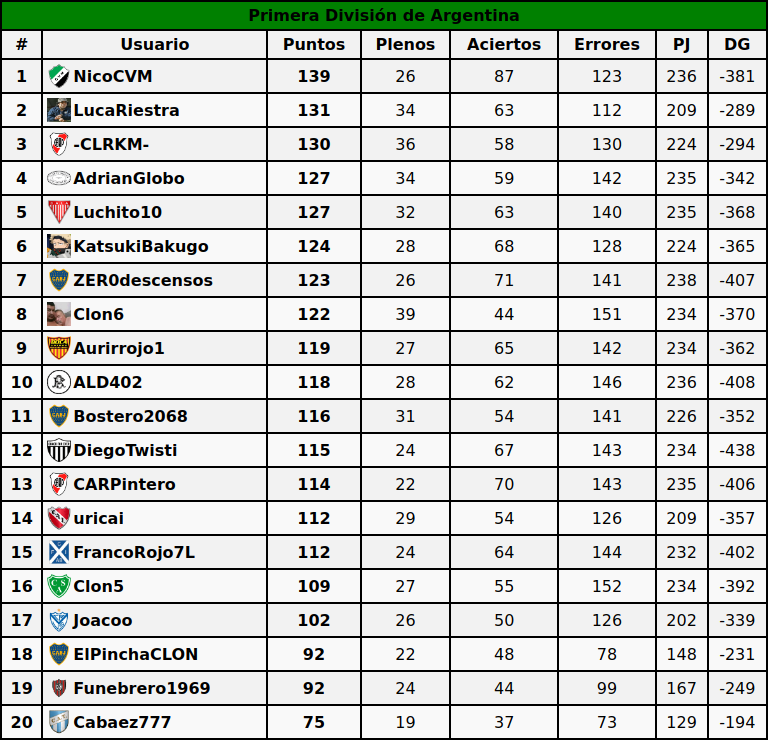 Primera División de Argentina
# Usuario Puntos Plenos Aciertos Errores PJ DG
1 NicoCVM 139 26 87 123 236 -381
2 LucaRiestra 131 34 63 112 209 -289
3 -CLRKM- 130 36 58 130 224 -294
4 AdrianGlobo 127 34 59 142 235 -342
5 Luchito10 127 32 63 140 235 -368
6 KatsukiBakugo 124 28 68 128 224 -365
7 ZER0descensos 123 26 71 141 238 -407
8 Clon6 122 39 44 151 234 -370
9 Aurirrojo1 119 27 65 142 234 -362
10 ALD402 118 28 62 146 236 -408
11 Bostero2068 116 31 54 141 226 -352
12 DiegoTwisti 115 24 67 143 234 -438
13 CARPintero 114 22 70 143 235 -406
14 uricai 112 29 54 126 209 -357
15 FrancoRojo7L 112 24 64 144 232 -402
16 Clon5 109 27 55 152 234 -392
17 Joacoo 102 26 50 126 202 -339
18 ElPinchaCLON 92 22 48 78 148 -231
19 Funebrero1969 92 24 44 99 167 -249
20 Cabaez777 75 19 37 73 129 -194